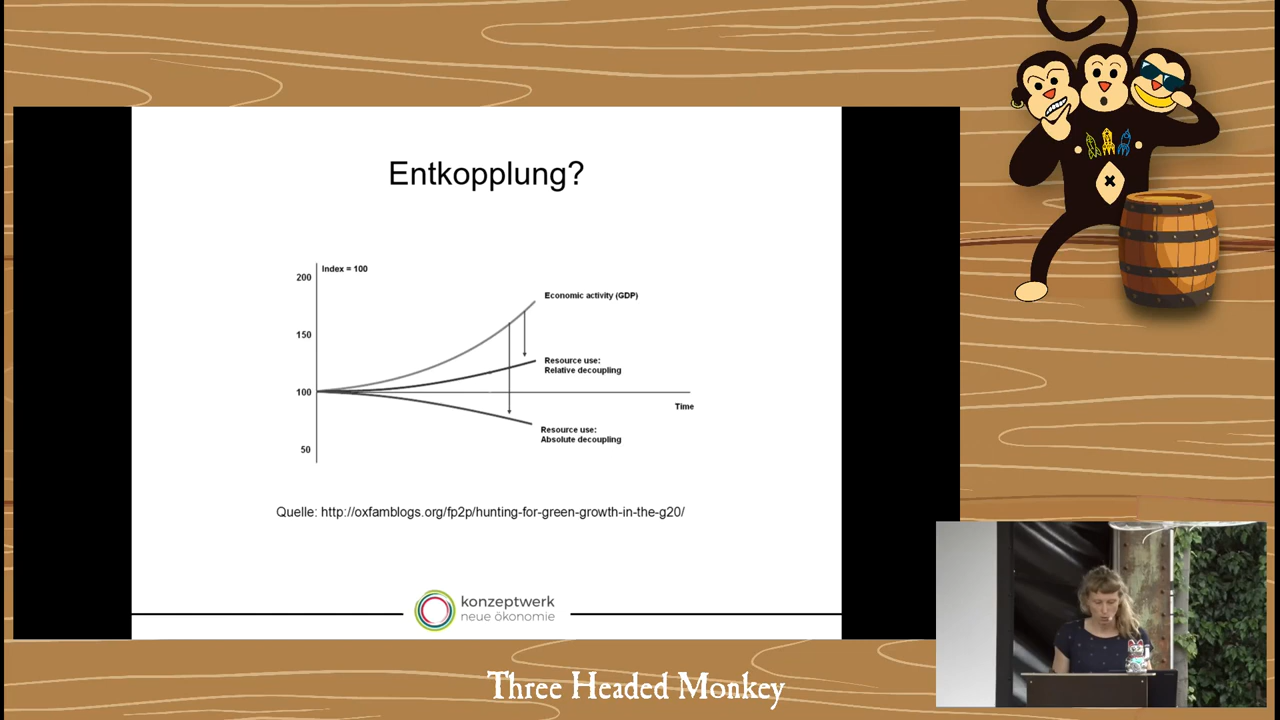 Entkopplung?
200
Index = 100
Economic activity (GDP)
150
Resource use:
Relative decoupling
100
Time
Resource use:
Absolute decoupling
50
Quelle: http://oxfamblogs.org/fp2p/hunting-for-green-growth-in-the-g20/
konzeptwerk
neue ökonomie
Three Headed Monkey